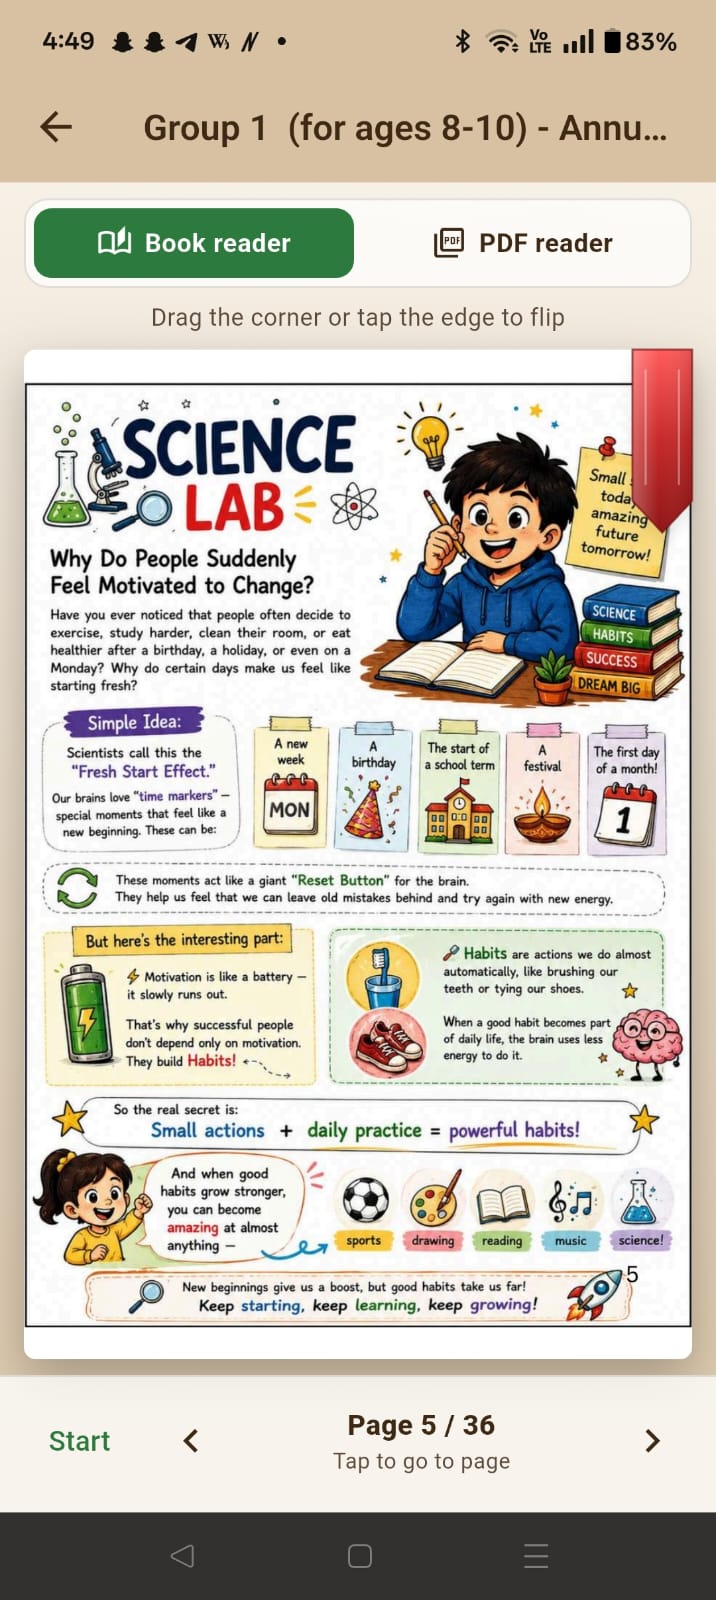 4:49
Vo
LTE
83%
Group 1 (for ages 8-10) - Annu...
Book reader
PDF
PDF reader
Drag the corner or tap the edge to flip
SCIENCE
LAB
Small
today
amazing
future
tomorrow!
Why Do People Suddenly
Feel Motivated to Change?
Have you ever noticed that people often decide to
exercise, study harder, clean their room, or eat
healthier after a birthday, a holiday, or even on a
Monday? Why do certain days make us feel like
starting fresh?
SCIENCE
HABITS
SUCCESS
DREAM BIG
Simple Idea:
Scientists call this the
"Fresh Start Effect."
Our brains love "time markers" –
special moments that feel like a
new beginning. These can be:
A new
week
MON
A
birthday
The start of
a school term
A
festival
The first day
of a month!
1
These moments act like a giant "Reset Button" for the brain.
They help us feel that we can leave old mistakes behind and try again with new energy.
But here's the interesting part:
Motivation is like a battery –
it slowly runs out.
That's why successful people
don't depend only on motivation.
They build Habits!
Habits are actions we do almost
automatically, like brushing our
teeth or tying our shoes.
When a good habit becomes part
of daily life, the brain uses less
energy to do it.
So the real secret is:
Small actions + daily practice = powerful habits!
And when good
habits grow stronger,
you can become
amazing at almost
anything –
sports
drawing
reading
music
science!
New beginnings give us a boost, but good habits take us far!
Keep starting, keep learning, keep growing!
5
Start
Page 5 / 36
Tap to go to page